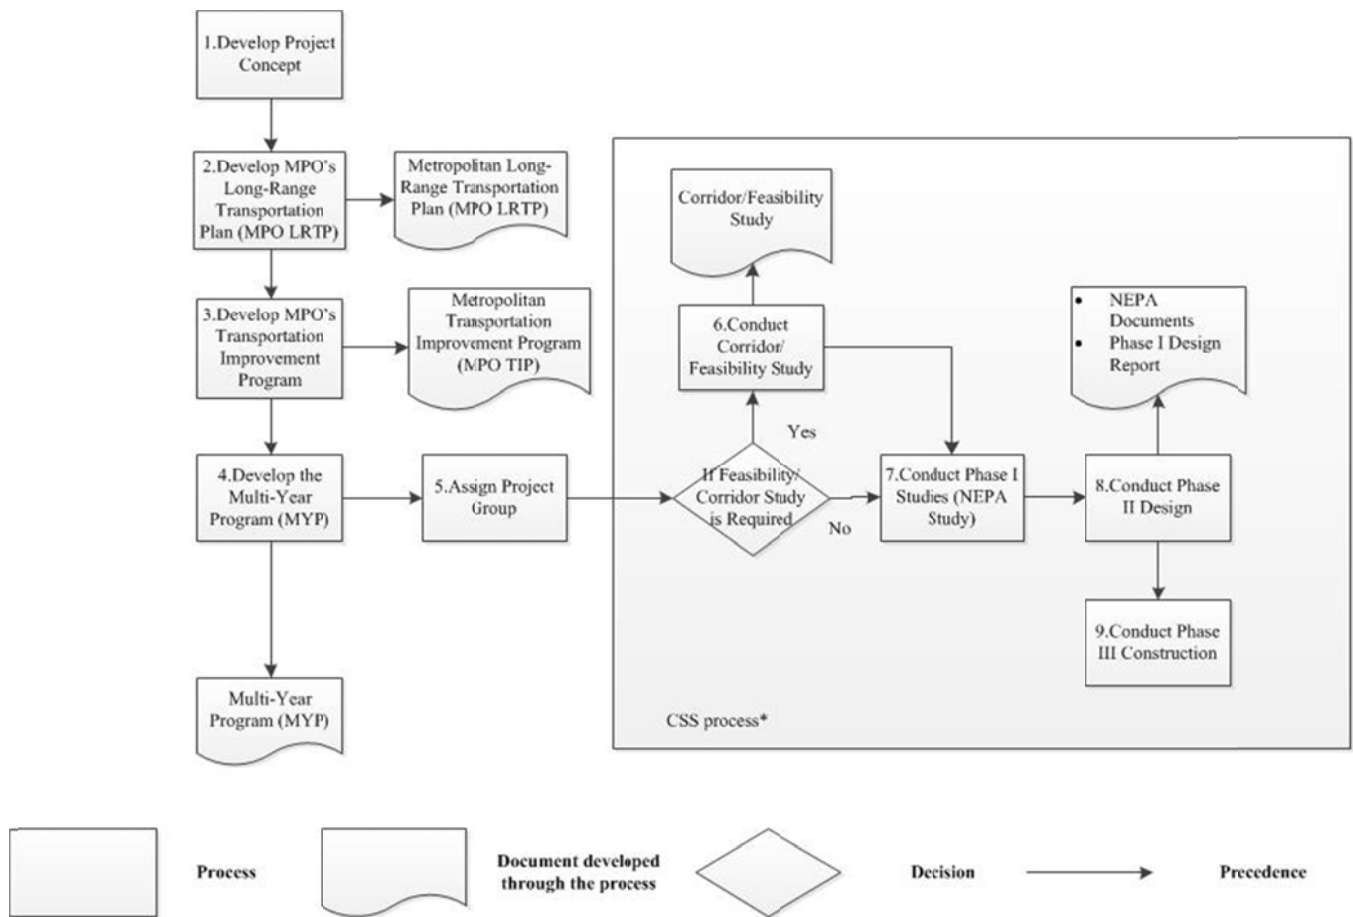 1.Develop Project
Concept
2.Develop MPO's
Long-Range
Transportation
Plan (MPO LRTP)
Metropolitan Long-
Range Transportation
Plan (MPO LRTP)
3.Develop MPO's
Transportation
Improvement
Program
Metropolitan
Transportation
Improvement Program
(MPO TIP)
4.Develop the
Multi-Year
Program (MYP)
5.Assign Project
Group
Multi-Year
Program (MYP)
Corridor/Feasibility
Study
6.Conduct
Corridor/
Feasibility Study
Yes
If Feasibility/
Corridor Study
is Required
No
7.Conduct Phase I
Studies (NEPA
Study)
• NEPA
Documents
• Phase I Design
Report
8.Conduct Phase
II Design
9.Conduct Phase
III Construction
CSS process*
Process
Document developed
through the process
Decision
Precedence